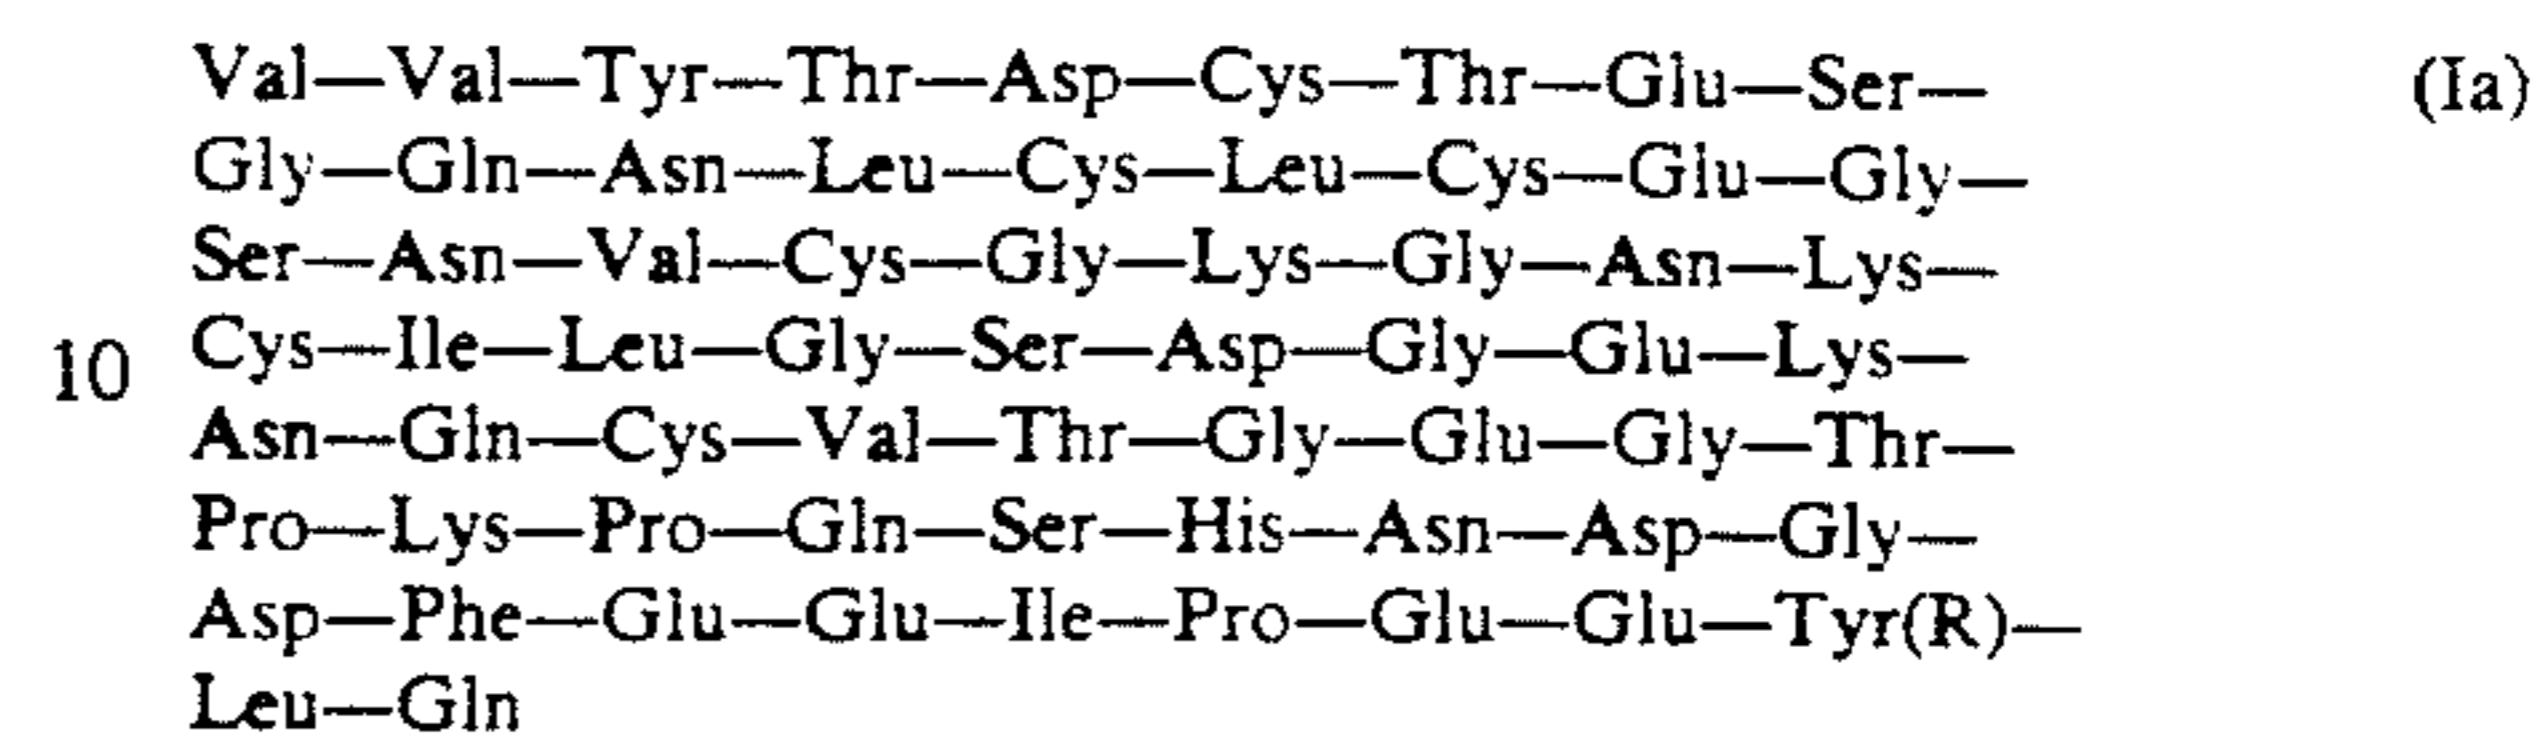 Val—Val—Tyr—Thr—Asp—Cys—Thr—Glu—Ser— (Ia)
Gly—Gln—Asn—Leu—Cys—Leu—Cys—Glu—Gly—
Ser—Asn—Val—Cys—Gly—Lys—Gly—Asn—Lys—
10 Cys—Ile—Leu—Gly—Ser—Asp—Gly—Glu—Lys—
Asn—Gln—Cys—Val—Thr—Gly—Glu—Gly—Thr—
Pro—Lys—Pro—Gln—Ser—His—Asn—Asp—Gly—
Asp—Phe—Glu—Glu—Ile—Pro—Glu—Glu—Tyr(R)—
Leu—Gln